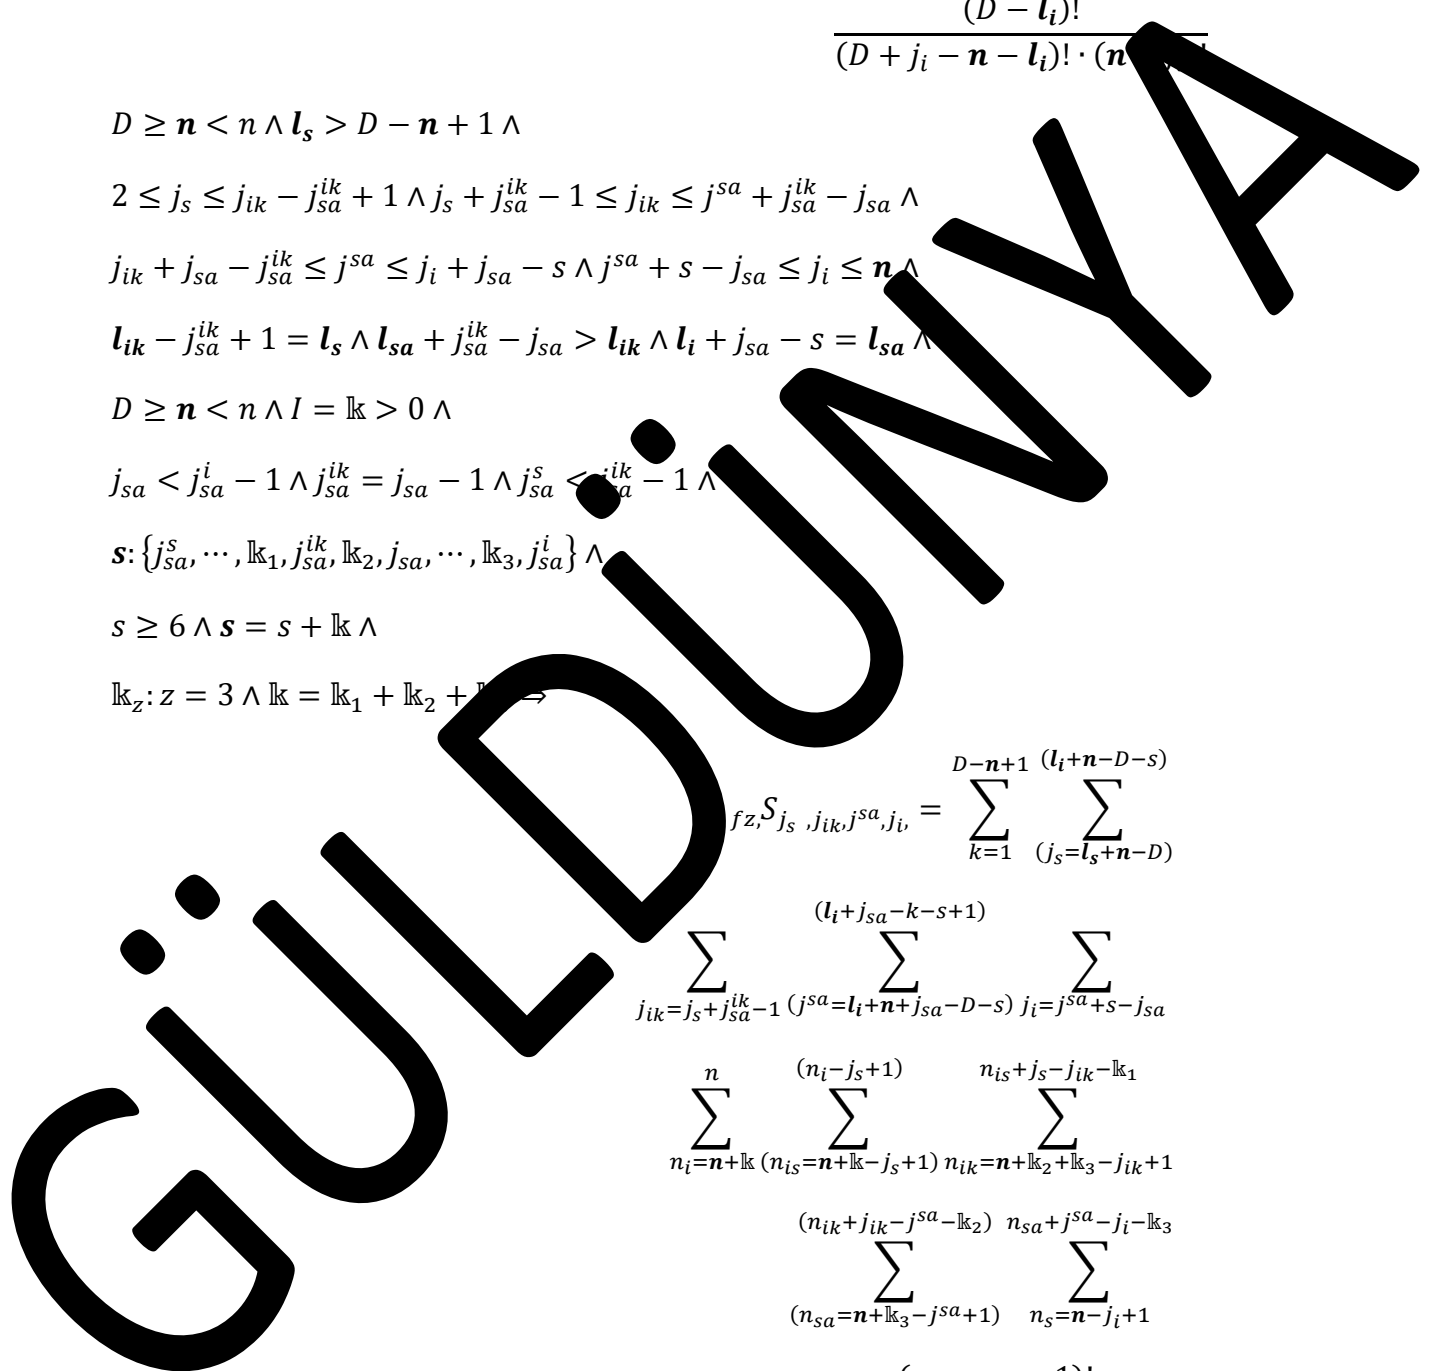 (D − l_i)!
(D + j_i − n − l_i)! · (n
D ≥ n < n ∧ l_s > D − n + 1 ∧
2 ≤ j_s ≤ j_{ik} − j_{sa}^{ik} + 1 ∧ j_s + j_{sa}^{ik} − 1 ≤ j_{ik} ≤ j^{sa} + j_{sa}^{ik} − j_{sa} ∧
j_{ik} + j_{sa} − j_{sa}^{ik} ≤ j^{sa} ≤ j_i + j_{sa} − s ∧ j^{sa} + s − j_{sa} ≤ j_i ≤ n ∧
l_{ik} − j_{sa}^{ik} + 1 = l_s ∧ l_{sa} + j_{sa}^{ik} − j_{sa} > l_{ik} ∧ l_i + j_{sa} − s = l_{sa} ∧
D ≥ n < n ∧ I = 𝕜 > 0 ∧
j_{sa} < j_{sa}^i − 1 ∧ j_{sa}^{ik} = j_{sa} − 1 ∧ j_{sa}^s < j_{sa}^{ik} − 1 ∧
s: {j_{sa}^s, ⋯, 𝕜_1, j_{sa}^{ik}, 𝕜_2, j_{sa}, ⋯, 𝕜_3, j_{sa}^i} ∧
s ≥ 6 ∧ s = s + 𝕜 ∧
𝕜_z: z = 3 ∧ 𝕜 = 𝕜_1 + 𝕜_2 + ⇒
D−n+1 (l_i+n−D−s)
_{fz,}S_{j_s ,j_{ik},j^{sa},j_i,} = ∑ ∑
k=1 (j_s=l_s+n−D)
(l_i+j_{sa}−k−s+1)
∑ ∑ ∑
j_{ik}=j_s+j_{sa}^{ik}−1 (j^{sa}=l_i+n+j_{sa}−D−s) j_i=j^{sa}+s−j_{sa}
n (n_i−j_s+1) n_{is}+j_s−j_{ik}−𝕜_1
∑ ∑ ∑
n_i=n+𝕜 (n_{is}=n+𝕜−j_s+1) n_{ik}=n+𝕜_2+𝕜_3−j_{ik}+1
(n_{ik}+j_{ik}−j^{sa}−𝕜_2) n_{sa}+j^{sa}−j_i−𝕜_3
∑ ∑
(n_{sa}=n+𝕜_3−j^{sa}+1) n_s=n−j_i+1
GÜLDÜNYA